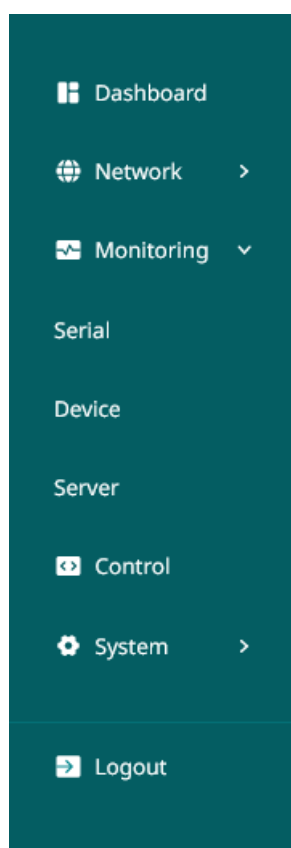 Dashboard
Network
Monitoring
Serial
Device
Server
Control
System
Logout